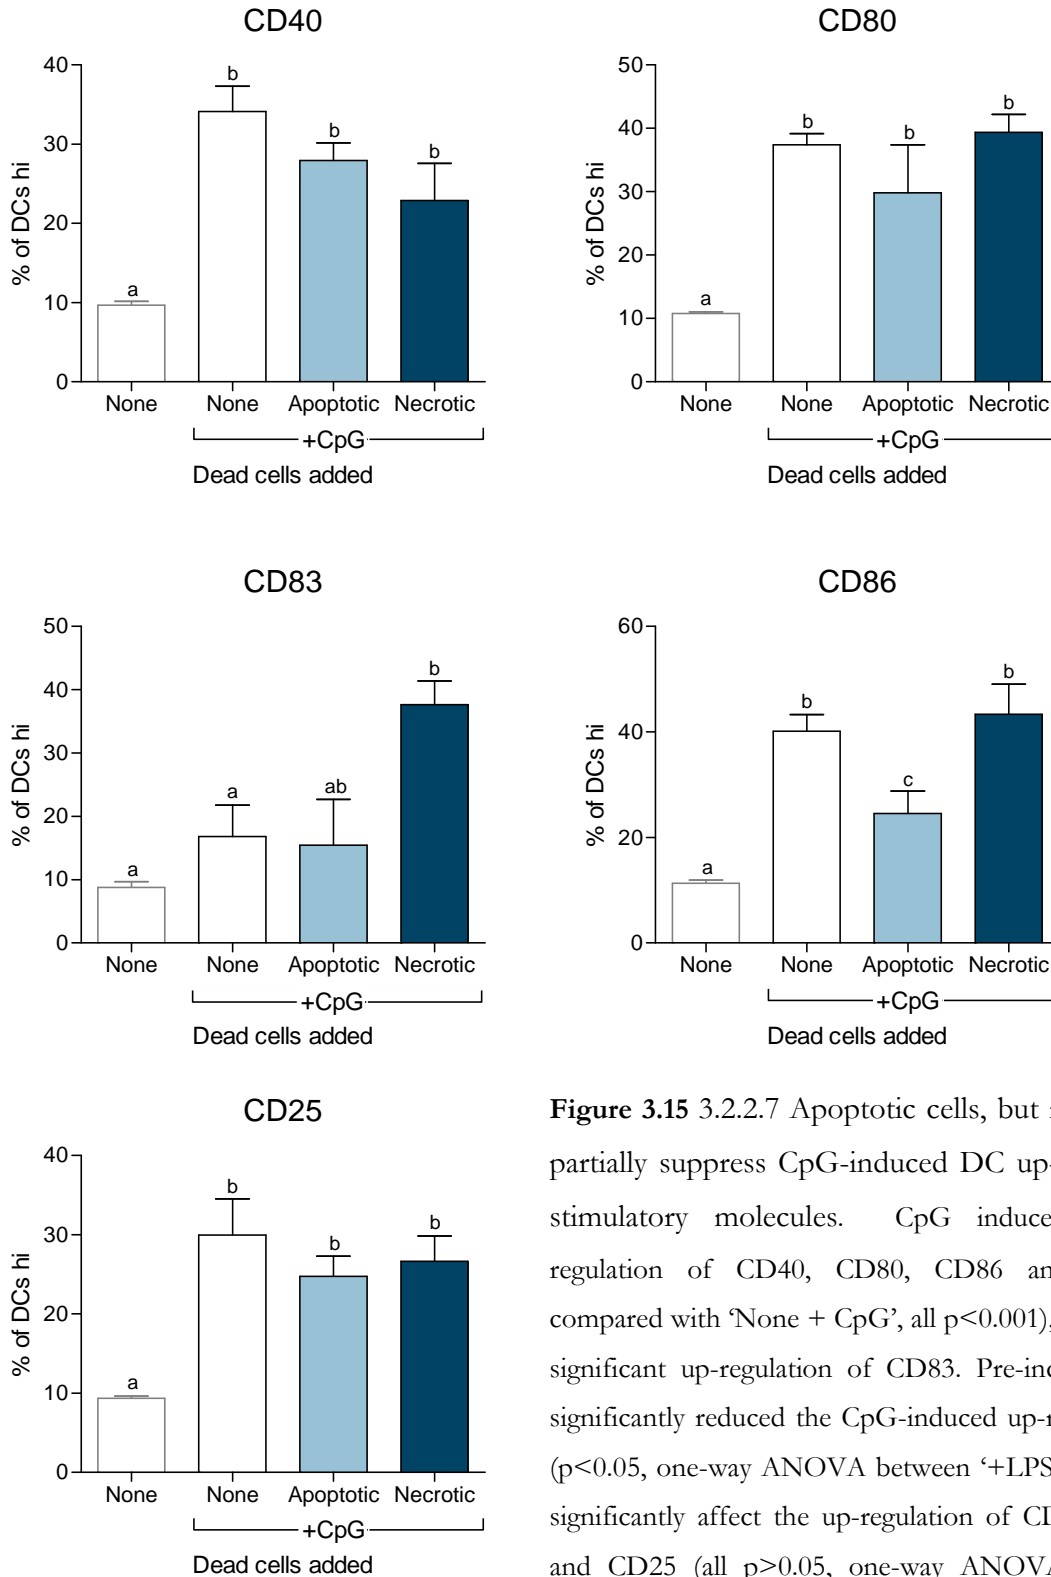 CD40
40
30
20
10
0
% of DCs hi
a
b
b
b
None
None
Apoptotic
Necrotic
+CpG
Dead cells added
CD80
50
40
30
20
10
0
% of DCs hi
a
b
b
b
None
None
Apoptotic
Necrotic
+CpG
Dead cells added
CD83
50
40
30
20
10
0
% of DCs hi
a
a
ab
b
None
None
Apoptotic
Necrotic
+CpG
Dead cells added
CD86
60
40
20
0
% of DCs hi
a
b
c
b
None
None
Apoptotic
Necrotic
+CpG
Dead cells added
CD25
40
30
20
10
0
% of DCs hi
a
b
b
b
None
None
Apoptotic
Necrotic
+CpG
Dead cells added
Figure 3.15 3.2.2.7 Apoptotic cells, but
partially suppress CpG-induced DC up-
stimulatory molecules. CpG induce
regulation of CD40, CD80, CD86 an
compared with ‘None + CpG’, all p<0.001),
significant up-regulation of CD83. Pre-inc
significantly reduced the CpG-induced up-r
(p<0.05, one-way ANOVA between ‘+LPS
significantly affect the up-regulation of CD
and CD25 (all p>0.05, one-way ANOVA